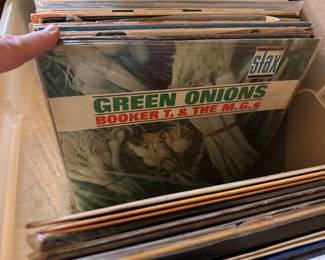 stax
GREEN ONIONS
BOOKER T. & THE M.G.s